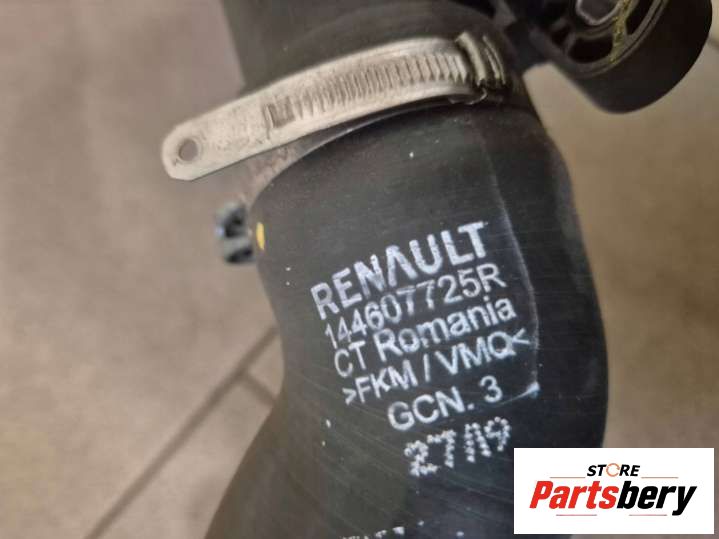 RENAULT
144607725R
CT Romania
>FKM / VMQ<
GCN. 3
27/19
STORE
Partsbery